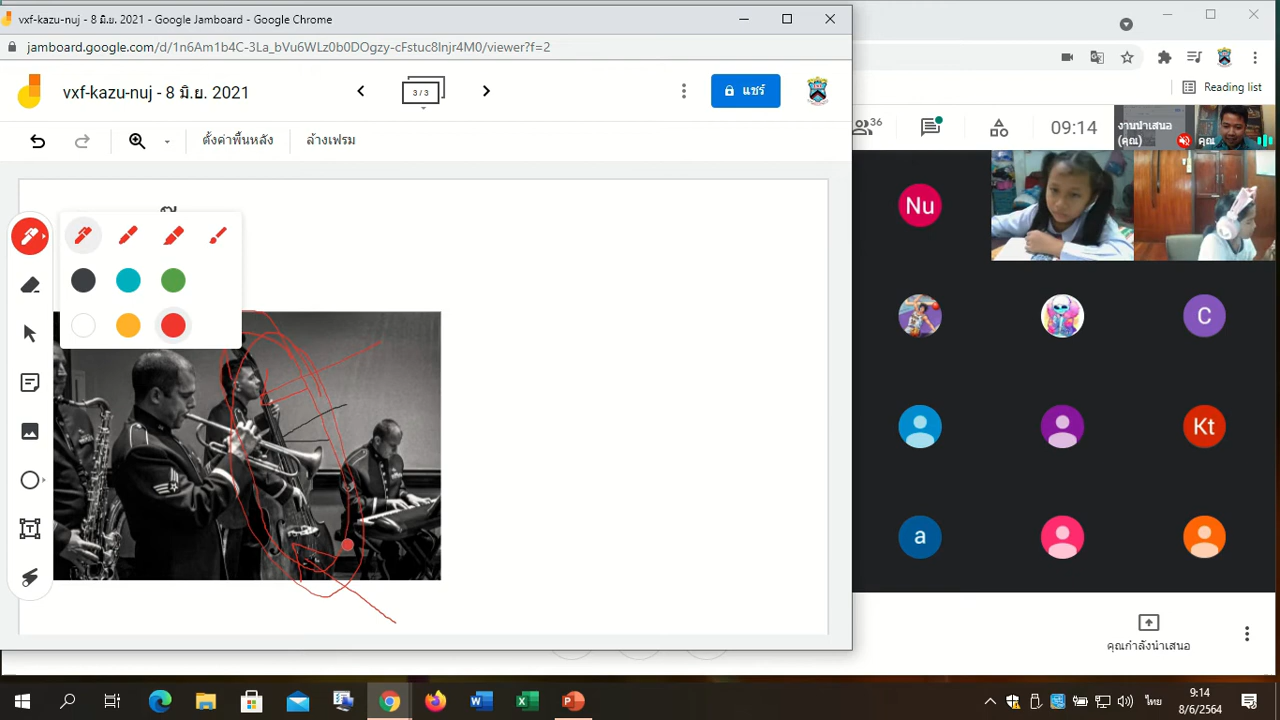 vxf-kazu-nuj - 8 มิ.ย. 2021 - Google Jamboard - Google Chrome
jamboard.google.com/d/1n6Am1b4C-3La_bVu6WLz0b0DOgzy-cFstuc8lnjr4M0/viewer?f=2
Reading list
vxf-kazu-nuj - 8 มิ.ย. 2021
3 / 3
แชร์
36
09:14
งานนำเสนอ
(คุณ)
คุณ
ตั้งค่าพื้นหลัง
ล้างเฟรม
Nu
C
Kt
a
คุณกำลังนำเสนอ
ไทย
9:14
8/6/2564